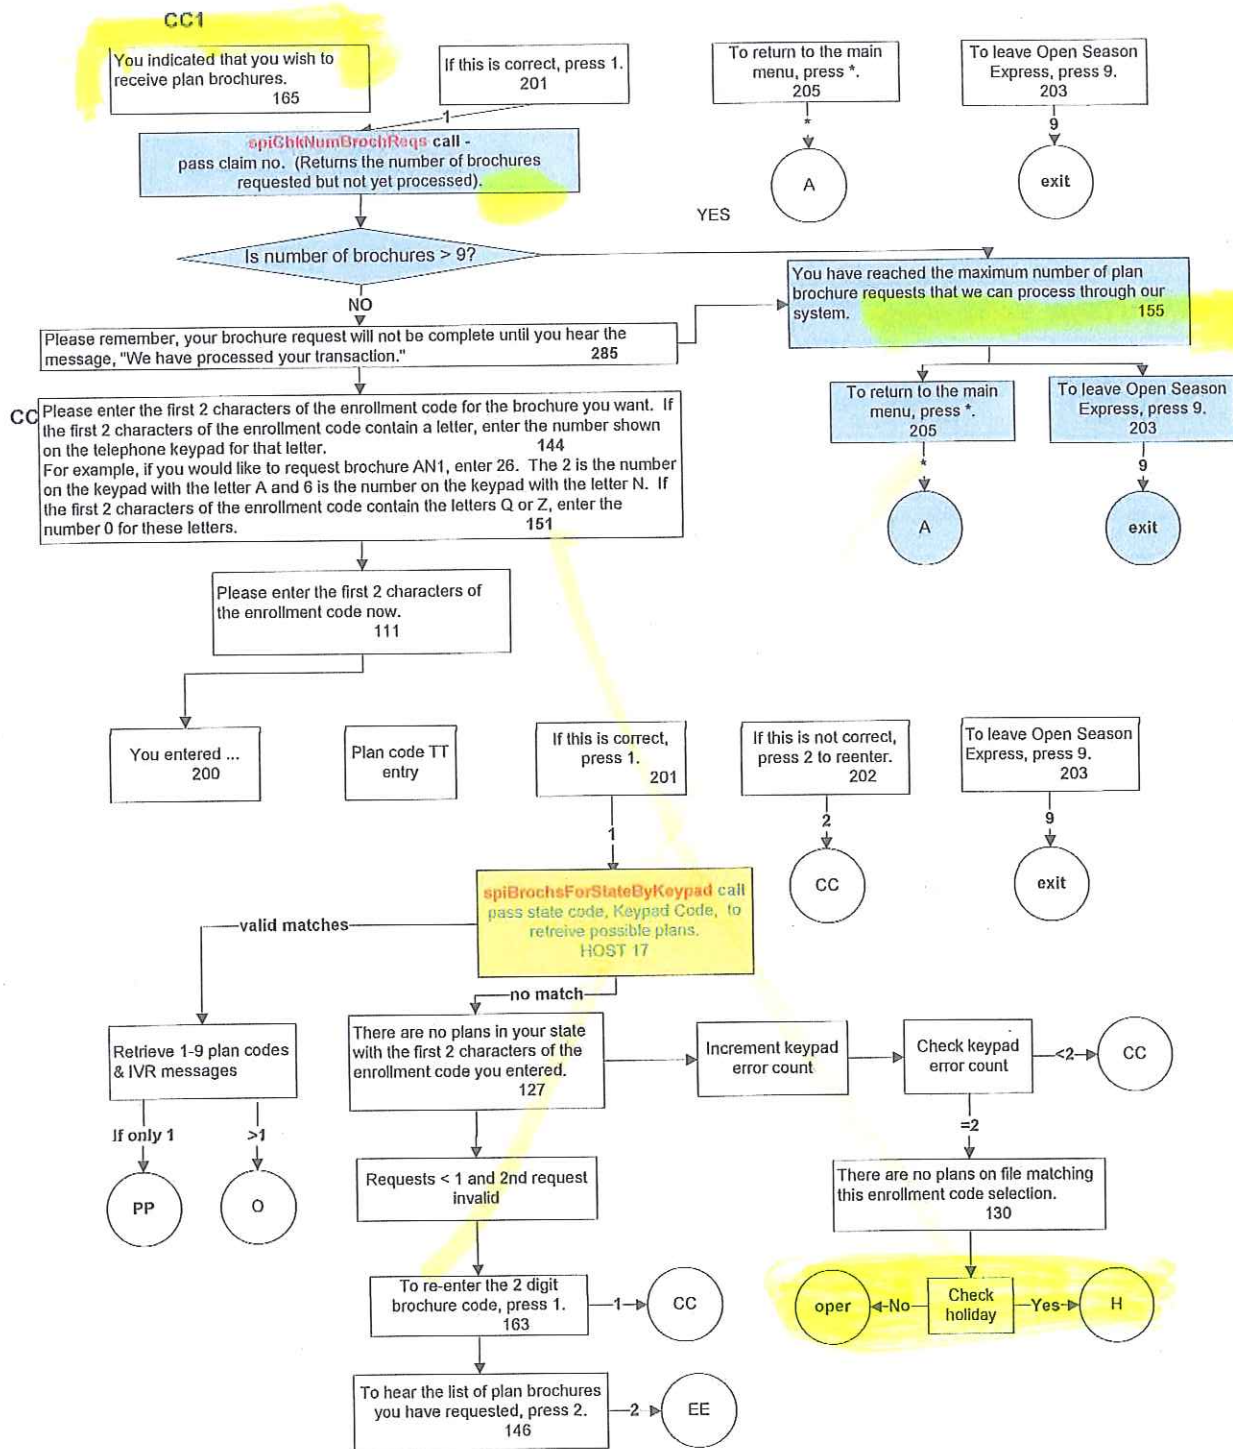 CC1
You indicated that you wish to
receive plan brochures.
165
If this is correct, press 1.
201
To return to the main
menu, press *.
205
To leave Open Season
Express, press 9.
203
1
*
9
spiChkNumBrochReqs call -
pass claim no. (Returns the number of brochures
requested but not yet processed).
A
exit
YES
Is number of brochures > 9?
NO
You have reached the maximum number of plan
brochure requests that we can process through our
system.
155
Please remember, your brochure request will not be complete until you hear the
message, "We have processed your transaction."
285
To return to the main
menu, press *.
205
To leave Open Season
Express, press 9.
203
*
9
A
exit
CC
Please enter the first 2 characters of the enrollment code for the brochure you want. If
the first 2 characters of the enrollment code contain a letter, enter the number shown
on the telephone keypad for that letter.
144
For example, if you would like to request brochure AN1, enter 26. The 2 is the number
on the keypad with the letter A and 6 is the number on the keypad with the letter N. If
the first 2 characters of the enrollment code contain the letters Q or Z, enter the
number 0 for these letters.
151
Please enter the first 2 characters of
the enrollment code now.
111
You entered ...
200
Plan code TT
entry
If this is correct,
press 1.
201
If this is not correct,
press 2 to reenter.
202
To leave Open Season
Express, press 9.
203
1
2
9
CC
exit
spiBrochsForStateByKeypad call
pass state code, Keypad Code, to
retreive possible plans.
HOST 17
valid matches
no match
Retrieve 1-9 plan codes
& IVR messages
There are no plans in your state
with the first 2 characters of the
enrollment code you entered.
127
Increment keypad
error count
Check keypad
error count
<2
CC
If only 1
>1
=2
PP
O
Requests < 1 and 2nd request
invalid
There are no plans on file matching
this enrollment code selection.
130
To re-enter the 2 digit
brochure code, press 1.
163
1
CC
oper
No
Check
holiday
Yes
H
To hear the list of plan brochures
you have requested, press 2.
146
2
EE